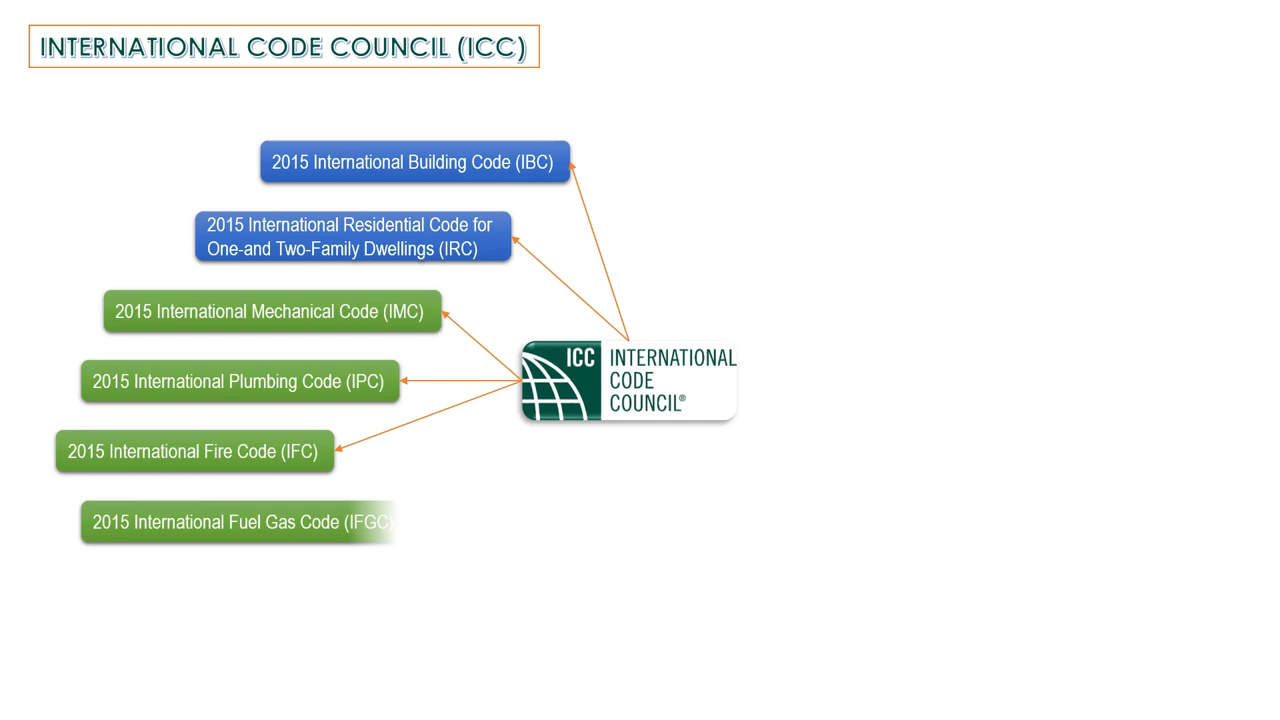 INTERNATIONAL CODE COUNCIL (ICC)
2015 International Building Code (IBC)
2015 International Residential Code for
One-and Two-Family Dwellings (IRC)
2015 International Mechanical Code (IMC)
ICC INTERNATIONAL
CODE
COUNCIL®
2015 International Plumbing Code (IPC)
2015 International Fire Code (IFC)
2015 International Fuel Gas Code (IFGC)